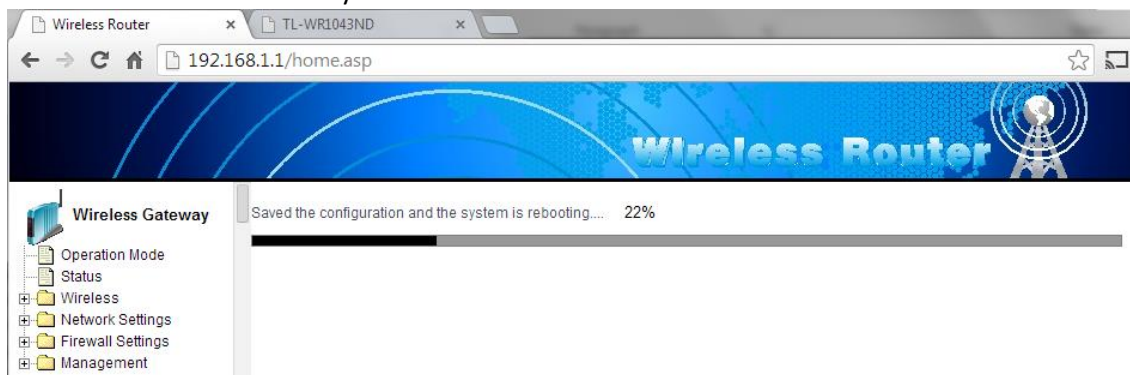 Wireless Router
TL-WR1043ND
192.168.1.1/home.asp
Wireless Router
Wireless Gateway
Operation Mode
Status
Wireless
Network Settings
Firewall Settings
Management
Saved the configuration and the system is rebooting.... 22%